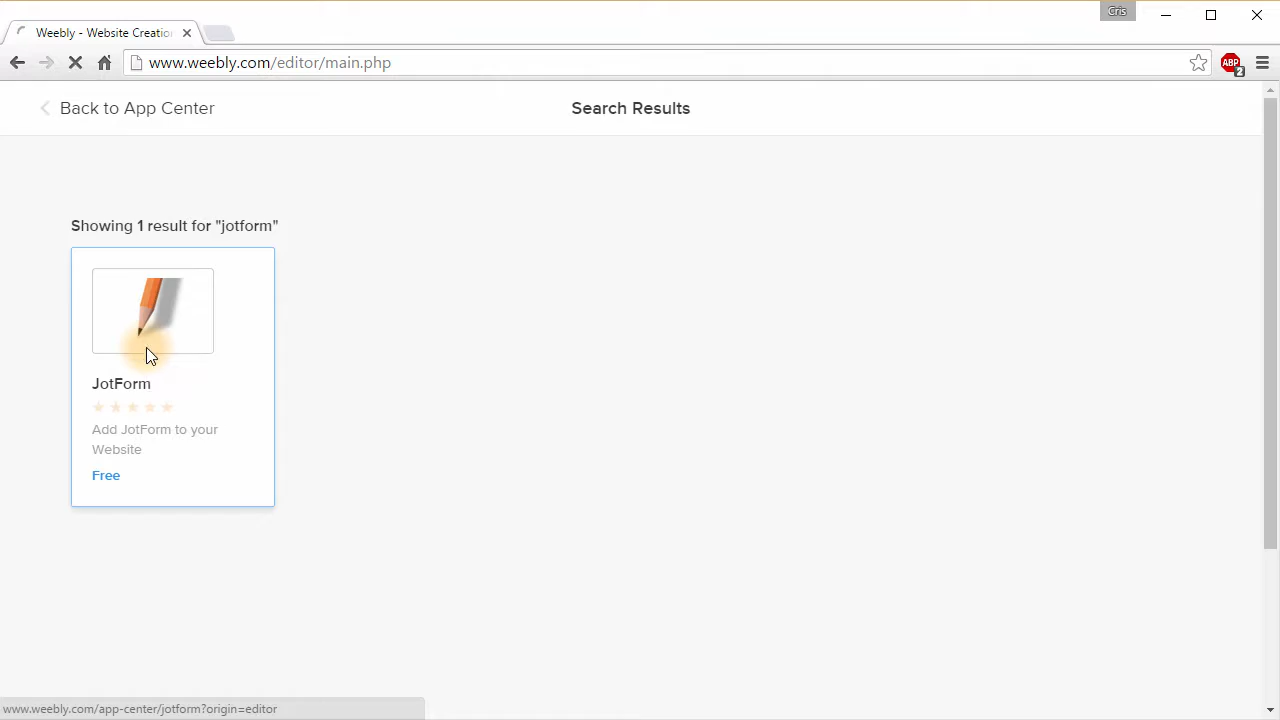 Cris
Weebly - Website Creatio
www.weebly.com/editor/main.php
ABP
2
Back to App Center
Search Results
Showing 1 result for "jotform"
JotForm
Add JotForm to your
Website
Free
www.weebly.com/app-center/jotform?origin=editor